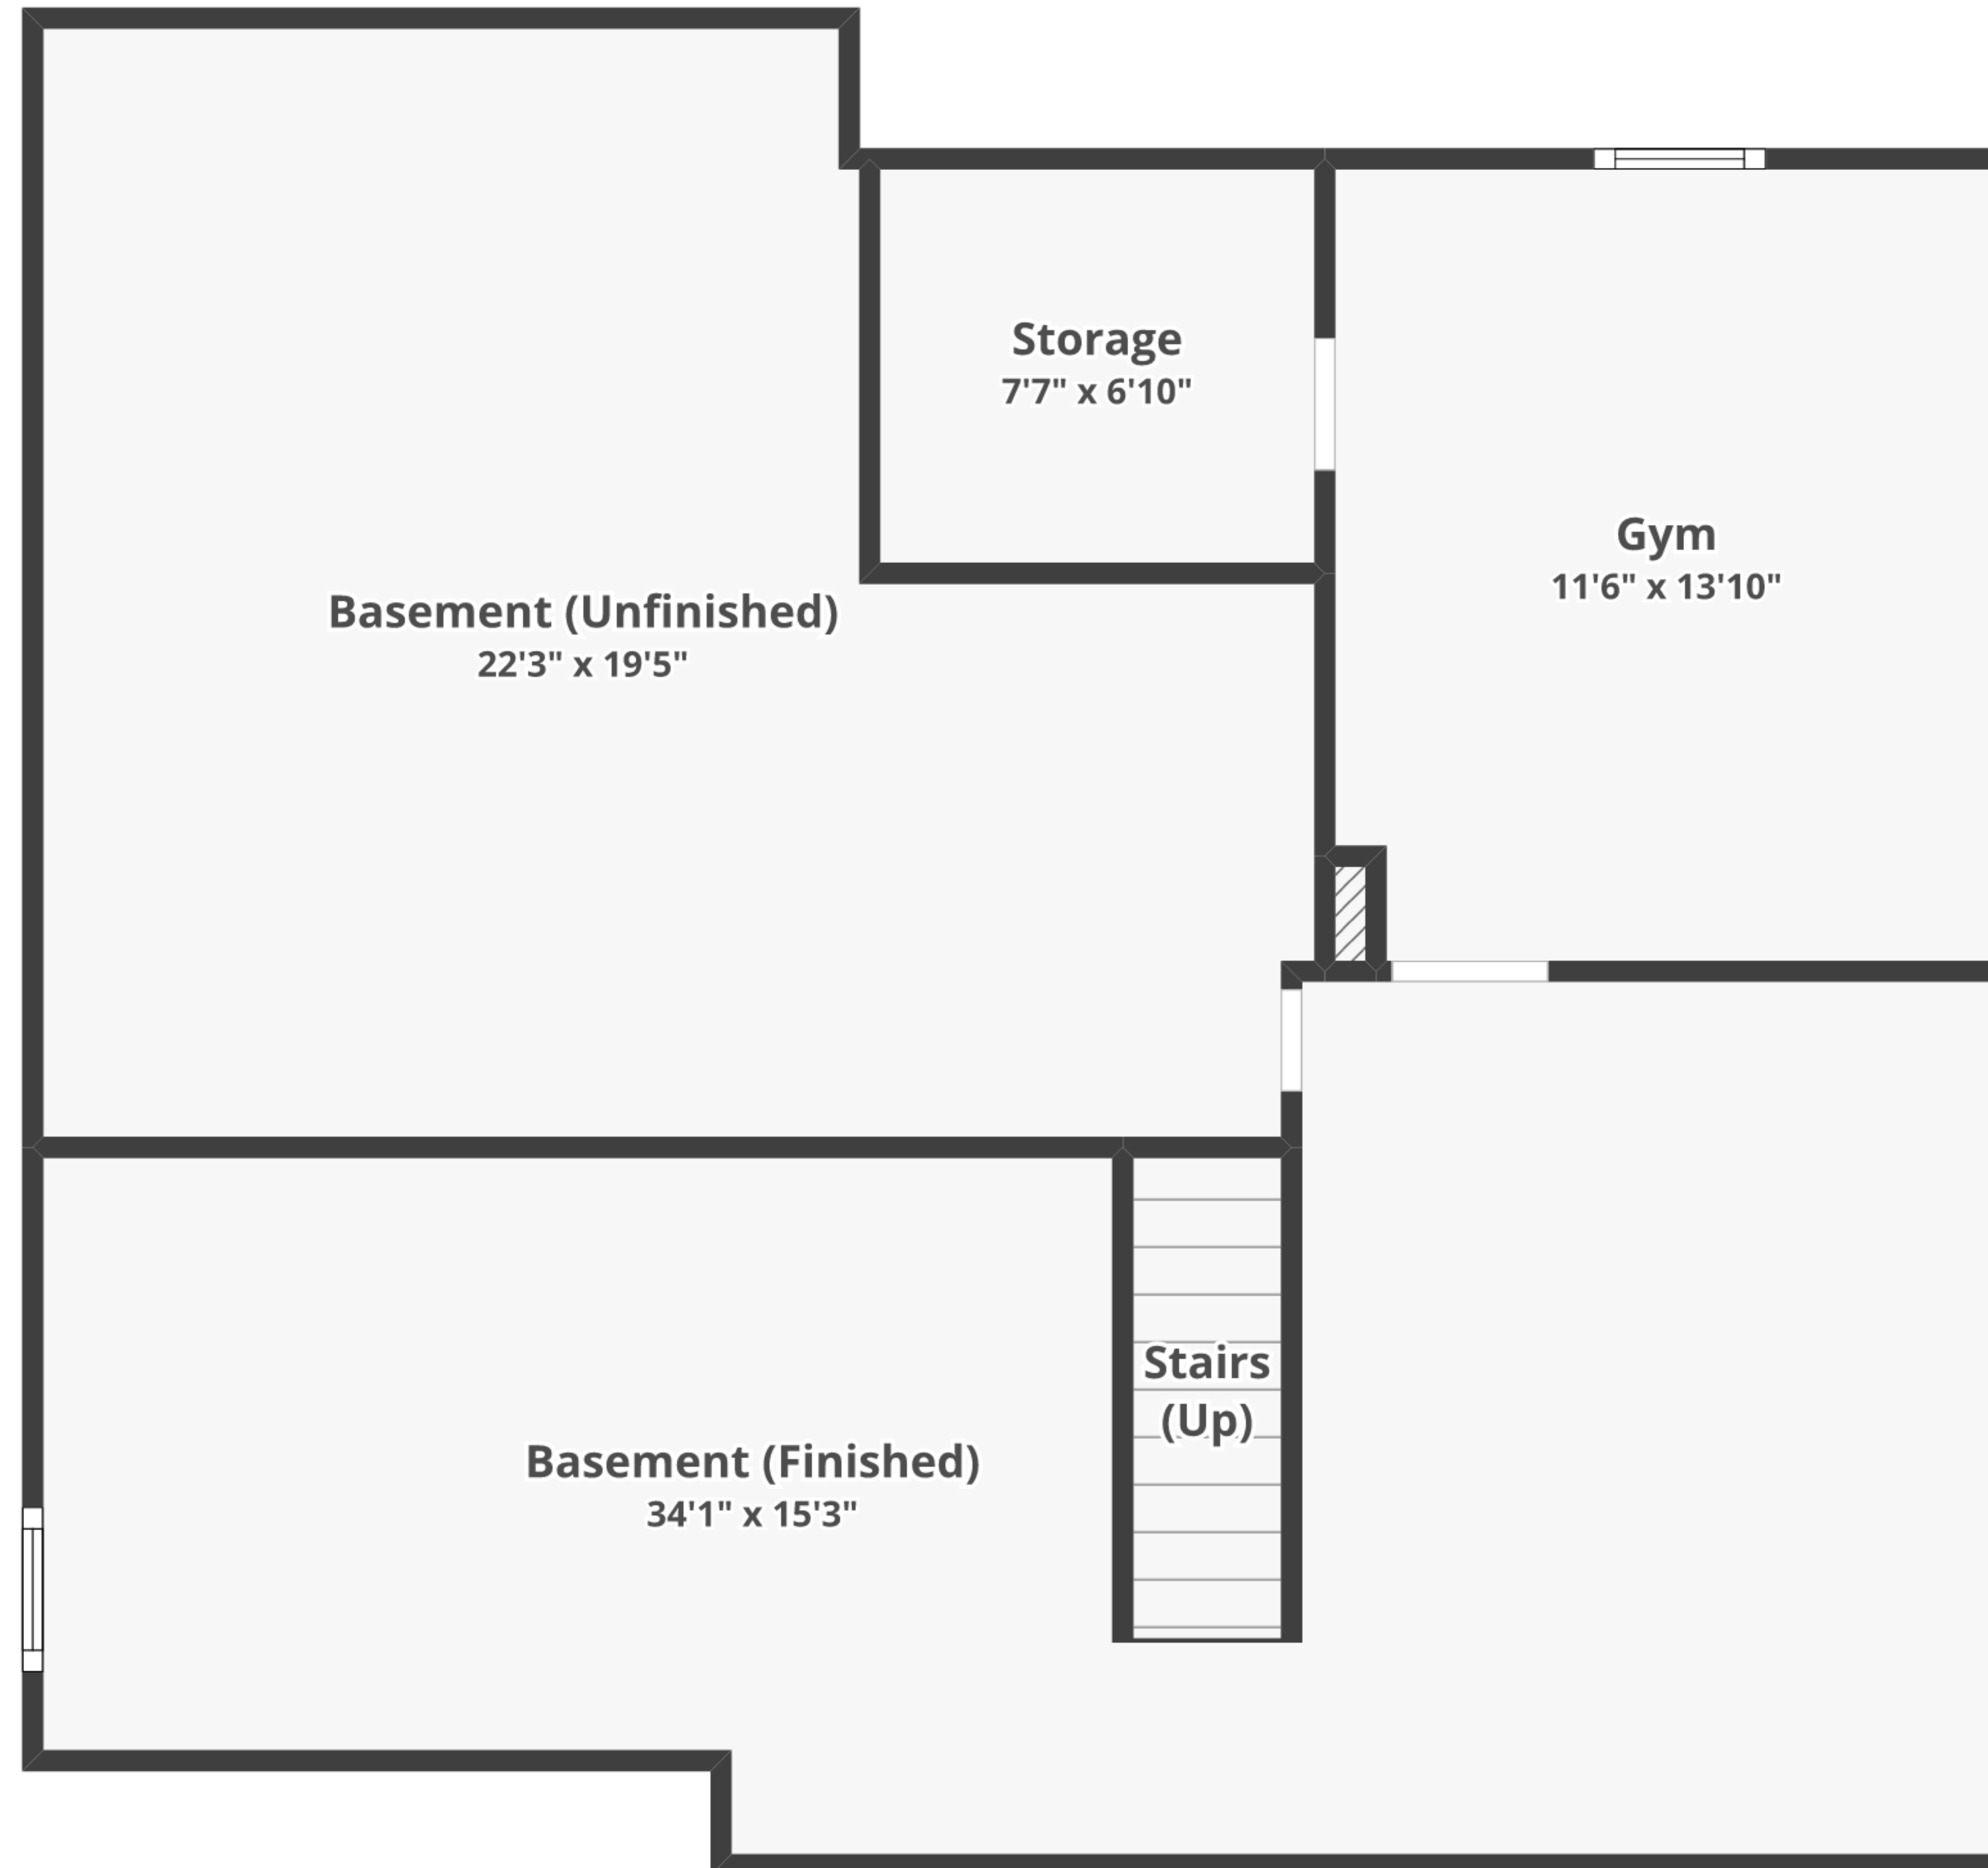 Storage
7'7" x 6'10"
Gym
11'6" x 13'10"
Basement (Unfinished)
22'3" x 19'5"
Stairs
(Up)
Basement (Finished)
34'1" x 15'3"